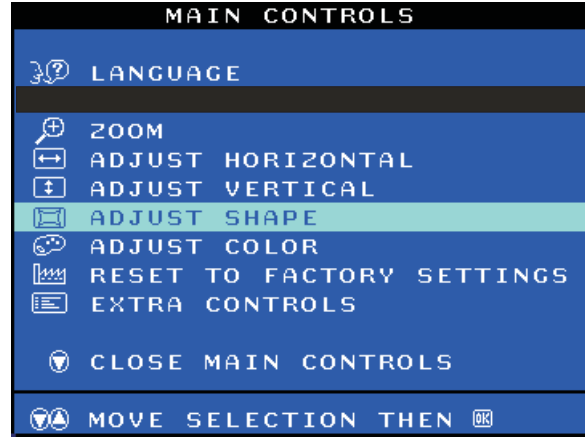 MAIN CONTROLS
LANGUAGE
ZOOM
ADJUST HORIZONTAL
ADJUST VERTICAL
ADJUST SHAPE
ADJUST COLOR
RESET TO FACTORY SETTINGS
EXTRA CONTROLS
CLOSE MAIN CONTROLS
MOVE SELECTION THEN OK